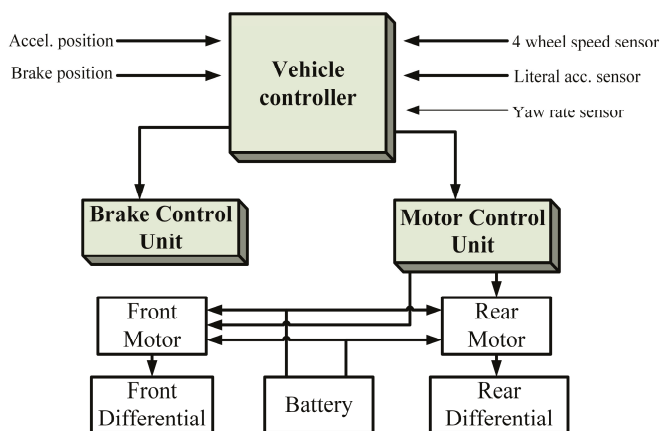 Accel. position
Brake position
Vehicle
controller
4 wheel speed sensor
Literal acc. sensor
Yaw rate sensor
Brake Control
Unit
Motor Control
Unit
Front
Motor
Rear
Motor
Front
Differential
Battery
Rear
Differential